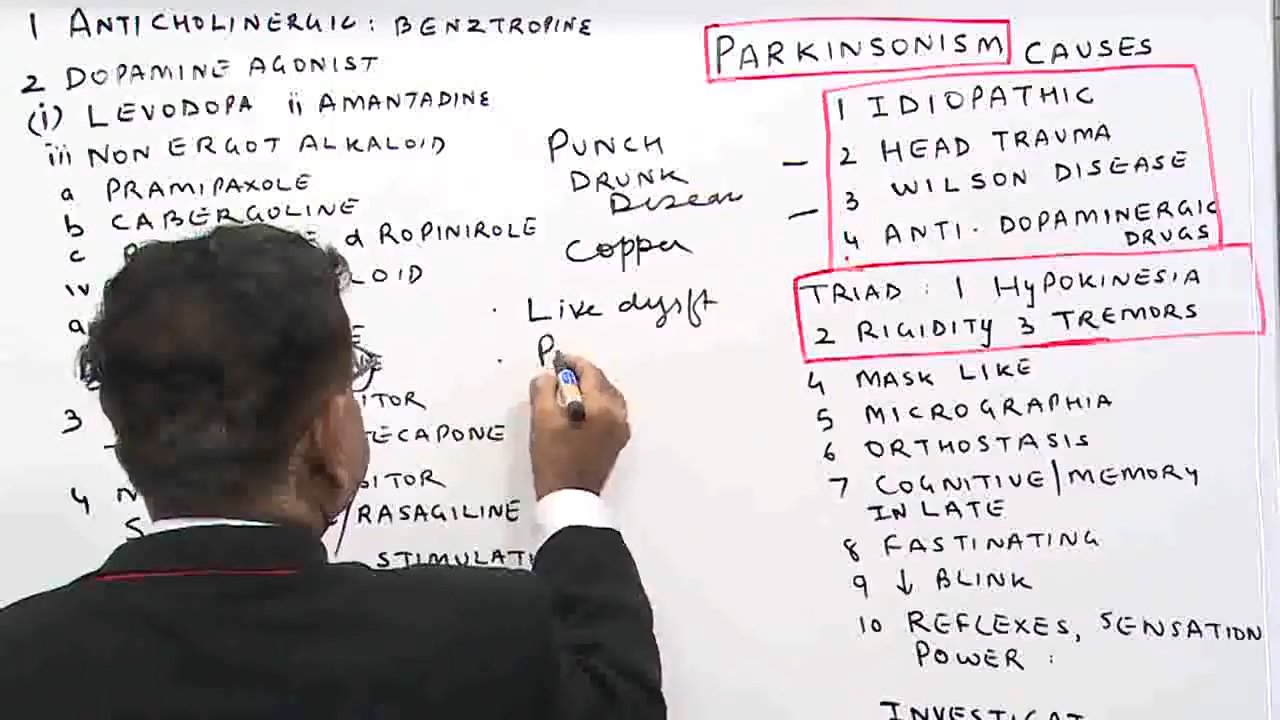 1 ANTICHOLINERGIC: BENZTROPINE
2 DOPAMINE AGONIST
(i) LEVODOPA ii AMANTADINE
iii NON ERGOT ALKALOID
a PRAMIPAXOLE
b CABERGOLINE
c d ROPINIROLE
iv LOID
a
3 ITOR
TECAPONE
4 N BITOR
S /RASAGILINE
STIMULATI
PUNCH
DRUNK
Disease
Copper
. Live dysft
. P
PARKINSONISM CAUSES
1 IDIOPATHIC
- 2 HEAD TRAUMA
3 WILSON DISEASE
- 4 ANTI. DOPAMINERGIC
DRUGS
TRIAD : 1 HYPOKINESIA
2 RIGIDITY 3 TREMORS
4 MASK LIKE
5 MICROGRAPHIA
6 ORTHOSTASIS
7 COGNITIVE/MEMORY
IN LATE
8 FASTINATING
9 ↓ BLINK
10 REFLEXES, SENSATION
POWER :
INVESTIGAT